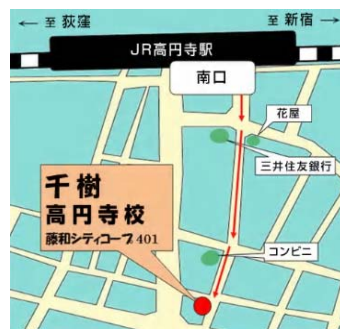 ← 至 荻窪
至 新宿 →
JR高円寺駅
南口
花屋
三井住友銀行
千樹
高円寺校
藤和シティコープ401
コンビニ